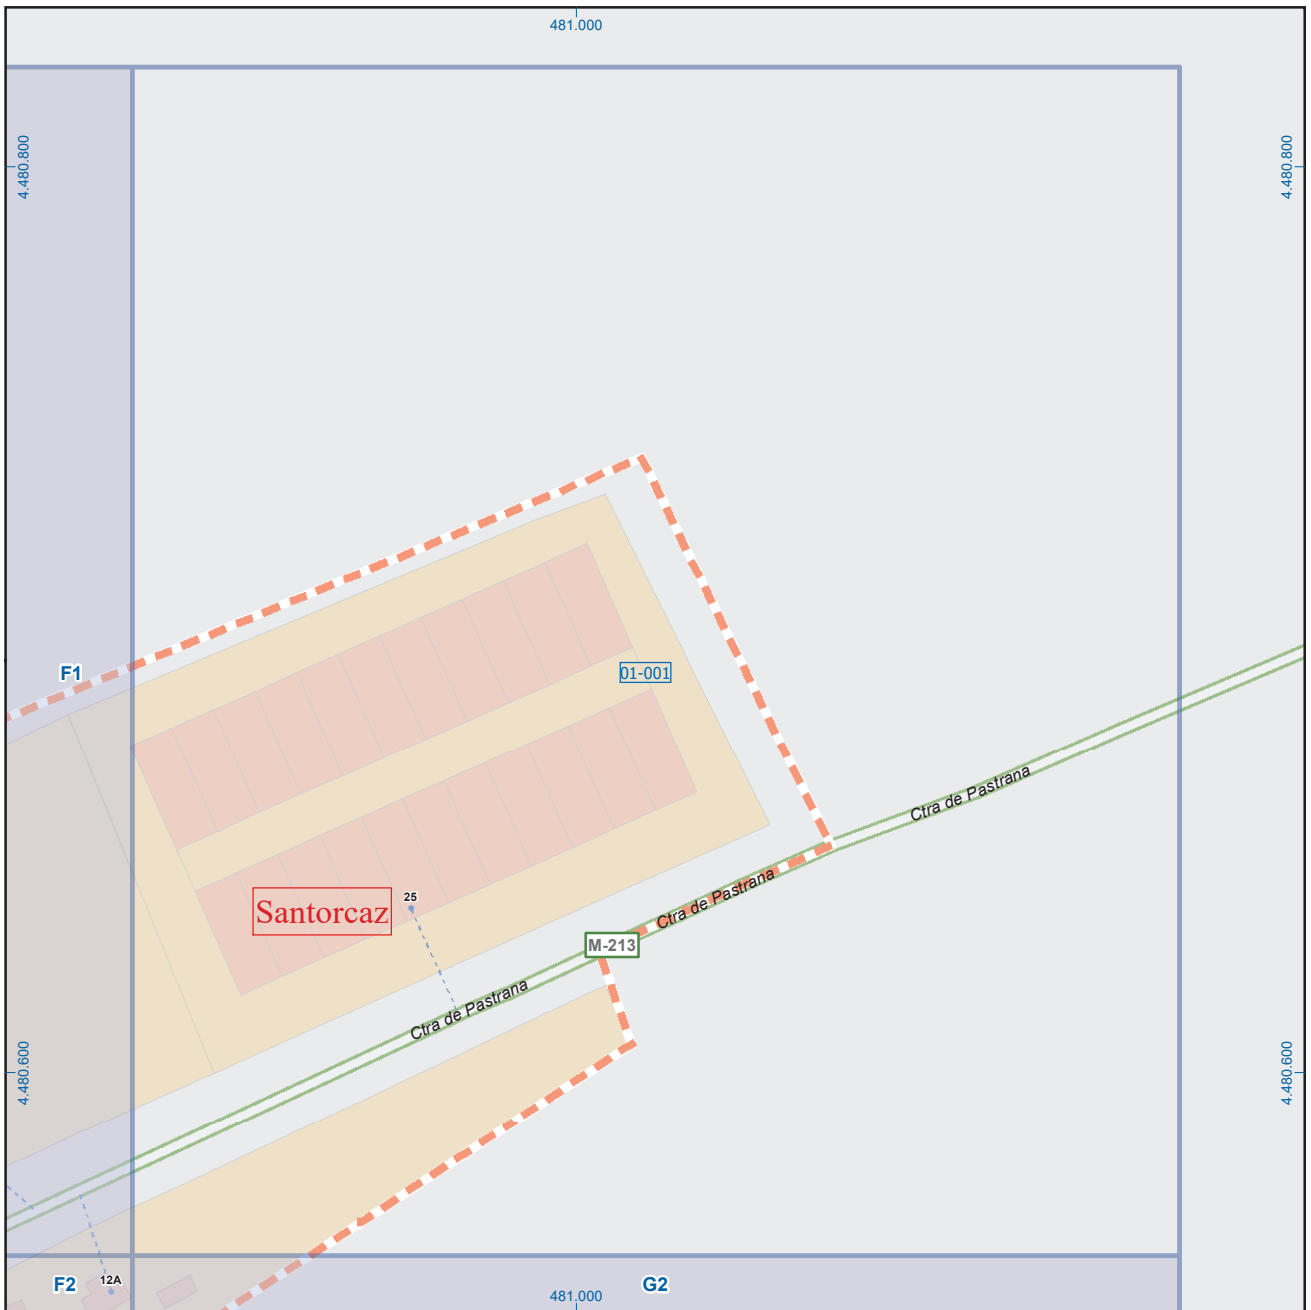 481.000
4.480.800
4.480.800
F1
01-001
Ctra de Pastrana
Ctra de Pastrana
25
Santorcaz
M-213
Ctra de Pastrana
4.480.600
4.480.600
F2
12A
G2
481.000